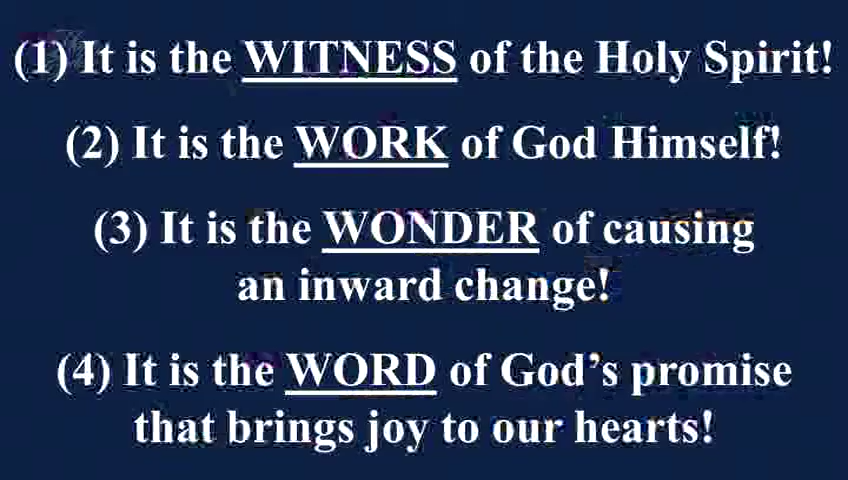 (1) It is the WITNESS of the Holy Spirit!
(2) It is the WORK of God Himself!
(3) It is the WONDER of causing
an inward change!
(4) It is the WORD of God’s promise
that brings joy to our hearts!